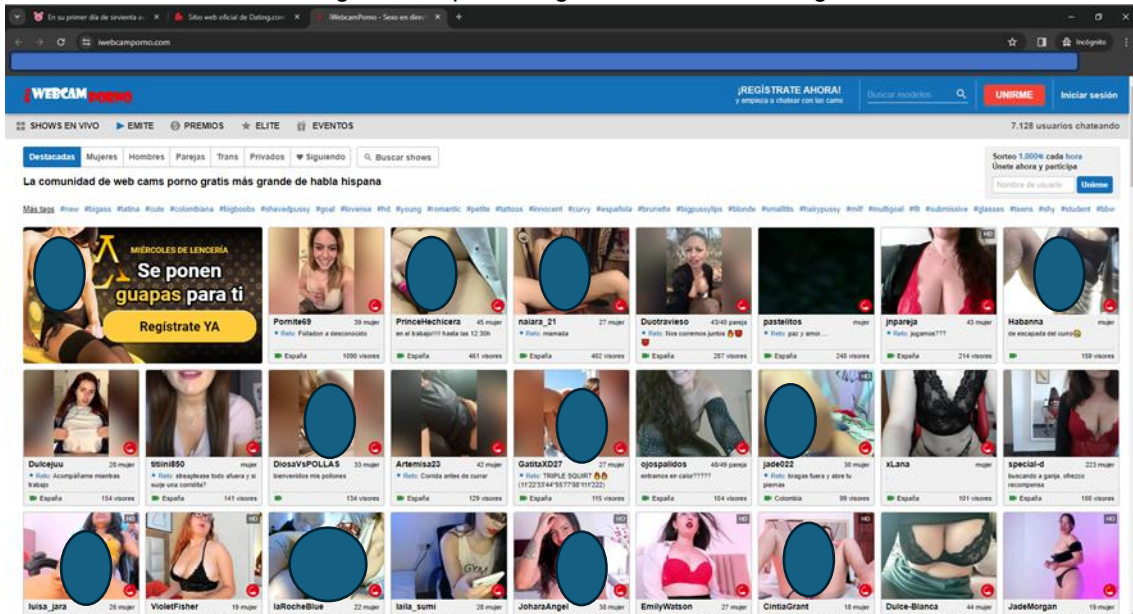 En su primer día de sirvienta
Sitio web oficial de Dating.com
iWebcamPorno - Sexo en direct
iwebcamporno.com
Incógnito
WEBCAM PORNO
¡REGÍSTRATE AHORA!
y empieza a chatear con las cams
Buscar modelos
UNIRME
Iniciar sesión
SHOWS EN VIVO EMITE PREMIOS ELITE EVENTOS
7.128 usuarios chateando
Destacadas Mujeres Hombres Parejas Trans Privados Siguiendo Buscar shows
Sorteo 1.000€ cada hora
Únete ahora y participa
Nombre de usuario Unirme
La comunidad de web cams porno gratis más grande de habla hispana
Más tags #new #bigass #latina #cute #colombiana #bigboobs #shavedpussy #goal #lovense #hd #young #romantic #petite #tattoos #innocent #curvy #española #brunette #bigpussylips #blonde #smalltits #hairypussy #milf #multigoal #fit #submissive #glasses #teens #shy #student
MIÉRCOLES DE LENCERÍA
Se ponen
guapas para ti
Regístrate YA
Pornite69 39 mujer
Reto: Folladon a desconocido
España 1000 visores
PrinceHechicera 45 mujer
en el trabajo!!!! hasta las 12:30h
España 461 visores
naiara_21 27 mujer
Reto: mamada
España 402 visores
Duotravieso 43/40 pareja
Reto: Nos corremos juntos
España 287 visores
pastelitos mujer
Reto: paz y amor.....
España 248 visores
jnpareja 43 mujer
Reto: jugamos???
España 214 visores
Habanna mujer
de escapada del curro
159 visores
Dulcejuu 28 mujer
Reto: Acompáñame mientras
trabajo
España 154 visores
titiini850 mujer
Reto: streaptease todo afuera y si
surje una corridita?
España 141 visores
DiosaVsPOLLAS 33 mujer
bienvenidos mis pollones
134 visores
Artemisa23 42 mujer
Reto: Corrida antes de currar
España 129 visores
GatitaXD27 27 mujer
Reto: TRIPLE SQUIRT
España 115 visores
ojospalidos 48/49 pareja
entramos en calor?????
España 104 visores
jade022 30 mujer
Reto: bragas fuera y abre tu
piernas
Colombia 99 visores
xLana mujer
España 101 visores
special-d 223 mujer
buscando a ganja, ofrezco
recompensa
España 100 visores
HD
GYM
luisa_jara 26 mujer
VioletFisher 19 mujer
laRocheBlue 22 mujer
laila_sumi 28 mujer
JoharaAngel 38 mujer
EmilyWatson 27 mujer
CintiaGrant 18 mujer
Dulce-Blanca 44 mujer
JadeMorgan 19 mujer